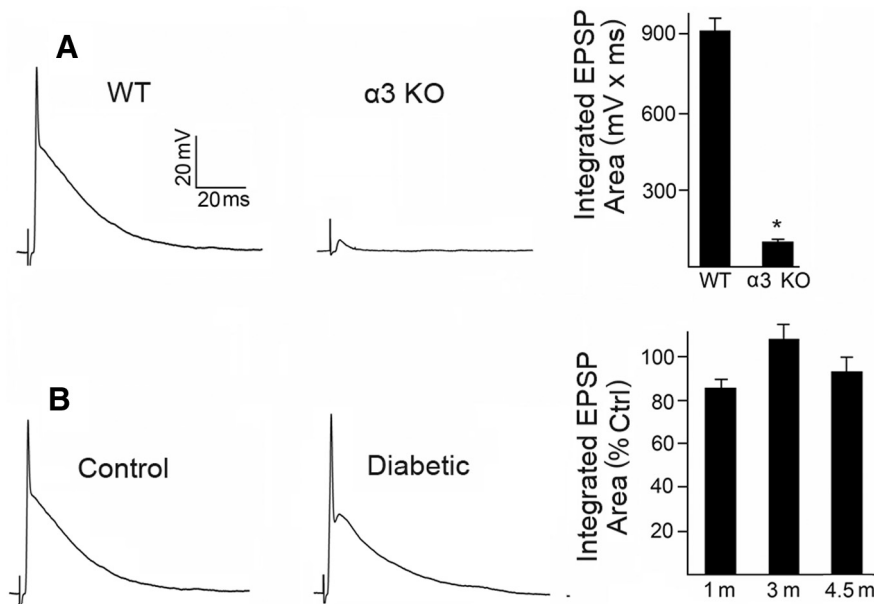 A
WT
α3 KO
20 mV
20 ms
Integrated EPSP
Area (mV x ms)
900
600
300
*
WT
α3 KO
B
Control
Diabetic
Integrated EPSP
Area (% Ctrl)
100
80
60
40
20
1 m
3 m
4.5 m